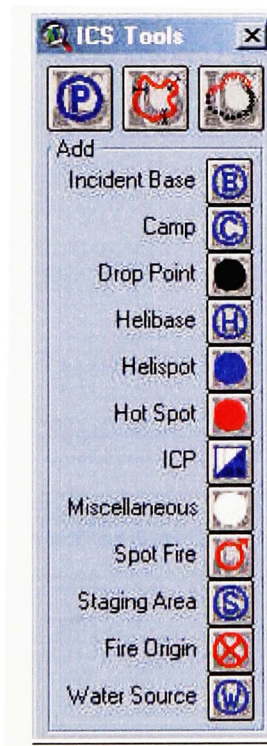 ICS Tools
P
Add
Incident Base B
Camp C
Drop Point
Helibase H
Helispot
Hot Spot
ICP
Miscellaneous
Spot Fire
Staging Area S
Fire Origin
Water Source W